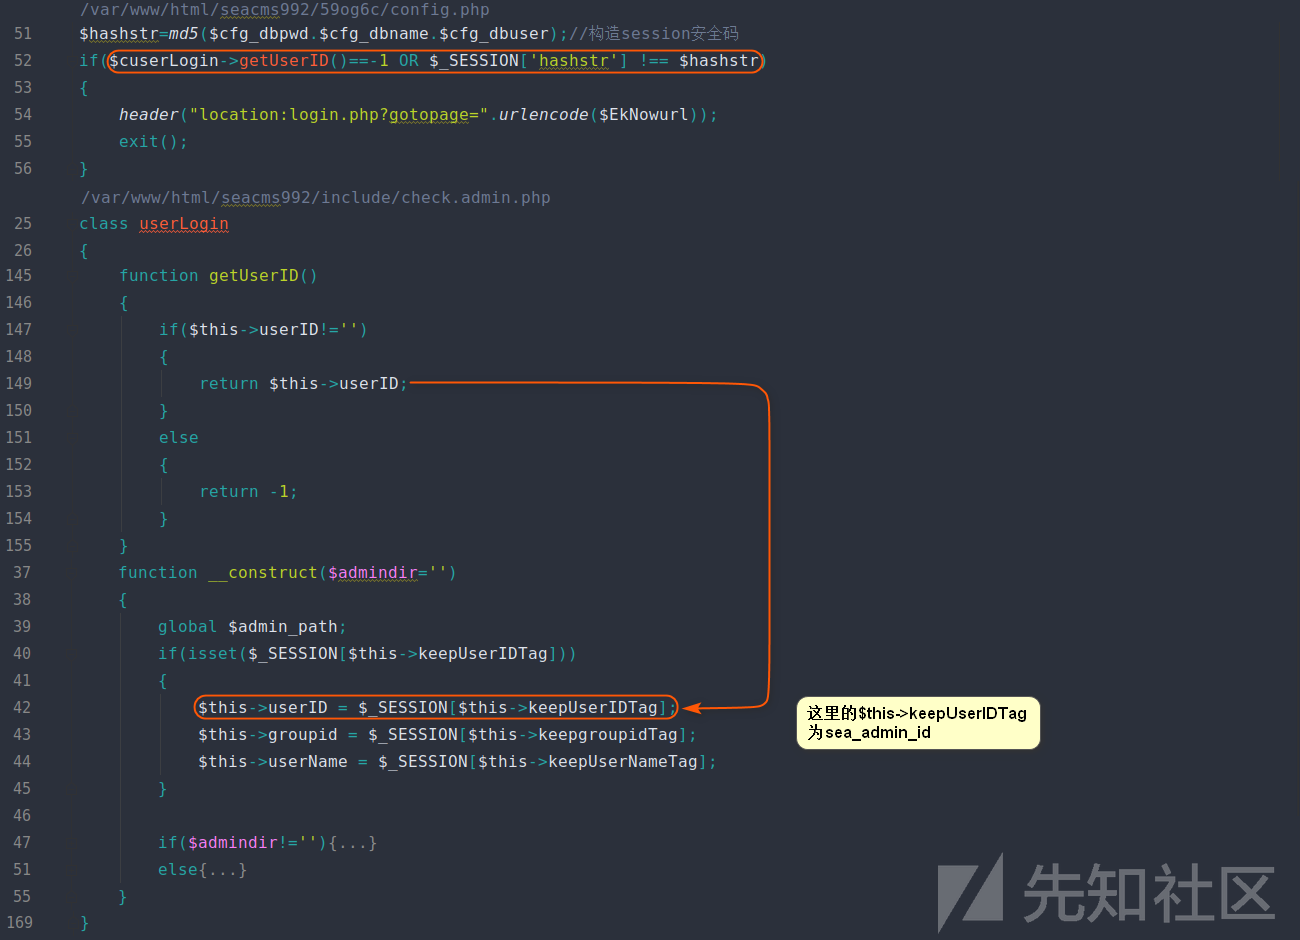 /var/www/html/seacms992/59og6c/config.php
51 $hashstr=md5($cfg_dbpwd.$cfg_dbname.$cfg_dbuser);//构造session安全码
52 if($cuserLogin->getUserID()==-1 OR $_SESSION['hashstr'] !== $hashstr)
53 {
54 header("location:login.php?gotopage=".urlencode($EkNowurl));
55 exit();
56 }
/var/www/html/seacms992/include/check.admin.php
25 class userLogin
26 {
145 function getUserID()
146 {
147 if($this->userID!='')
148 {
149 return $this->userID;
150 }
151 else
152 {
153 return -1;
154 }
155 }
37 function __construct($admindir='')
38 {
39 global $admin_path;
40 if(isset($_SESSION[$this->keepUserIDTag]))
41 {
42 $this->userID = $_SESSION[$this->keepUserIDTag];
43 $this->groupid = $_SESSION[$this->keepgroupidTag];
44 $this->userName = $_SESSION[$this->keepUserNameTag];
45 }
46
47 if($admindir!=''){...}
51 else{...}
55 }
169 }
这里的$this->keepUserIDTag
为sea_admin_id
先知社区